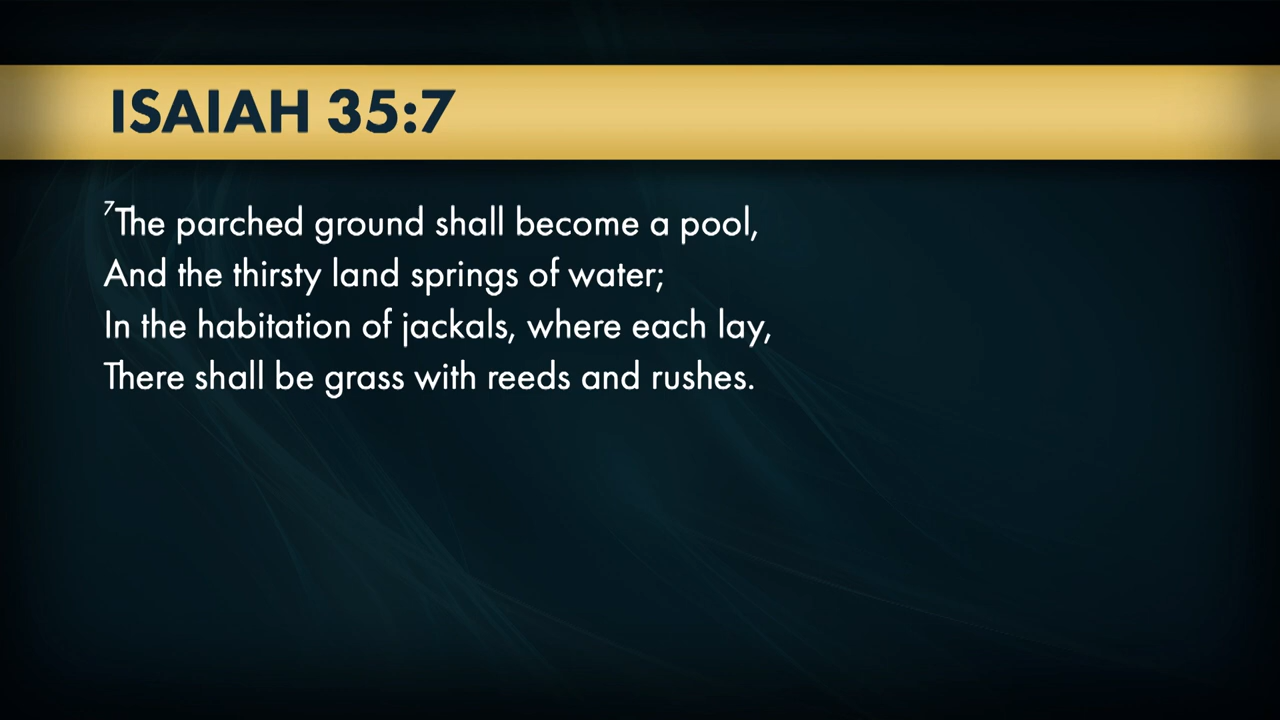 ISAIAH 35:7
7The parched ground shall become a pool,
And the thirsty land springs of water;
In the habitation of jackals, where each lay,
There shall be grass with reeds and rushes.